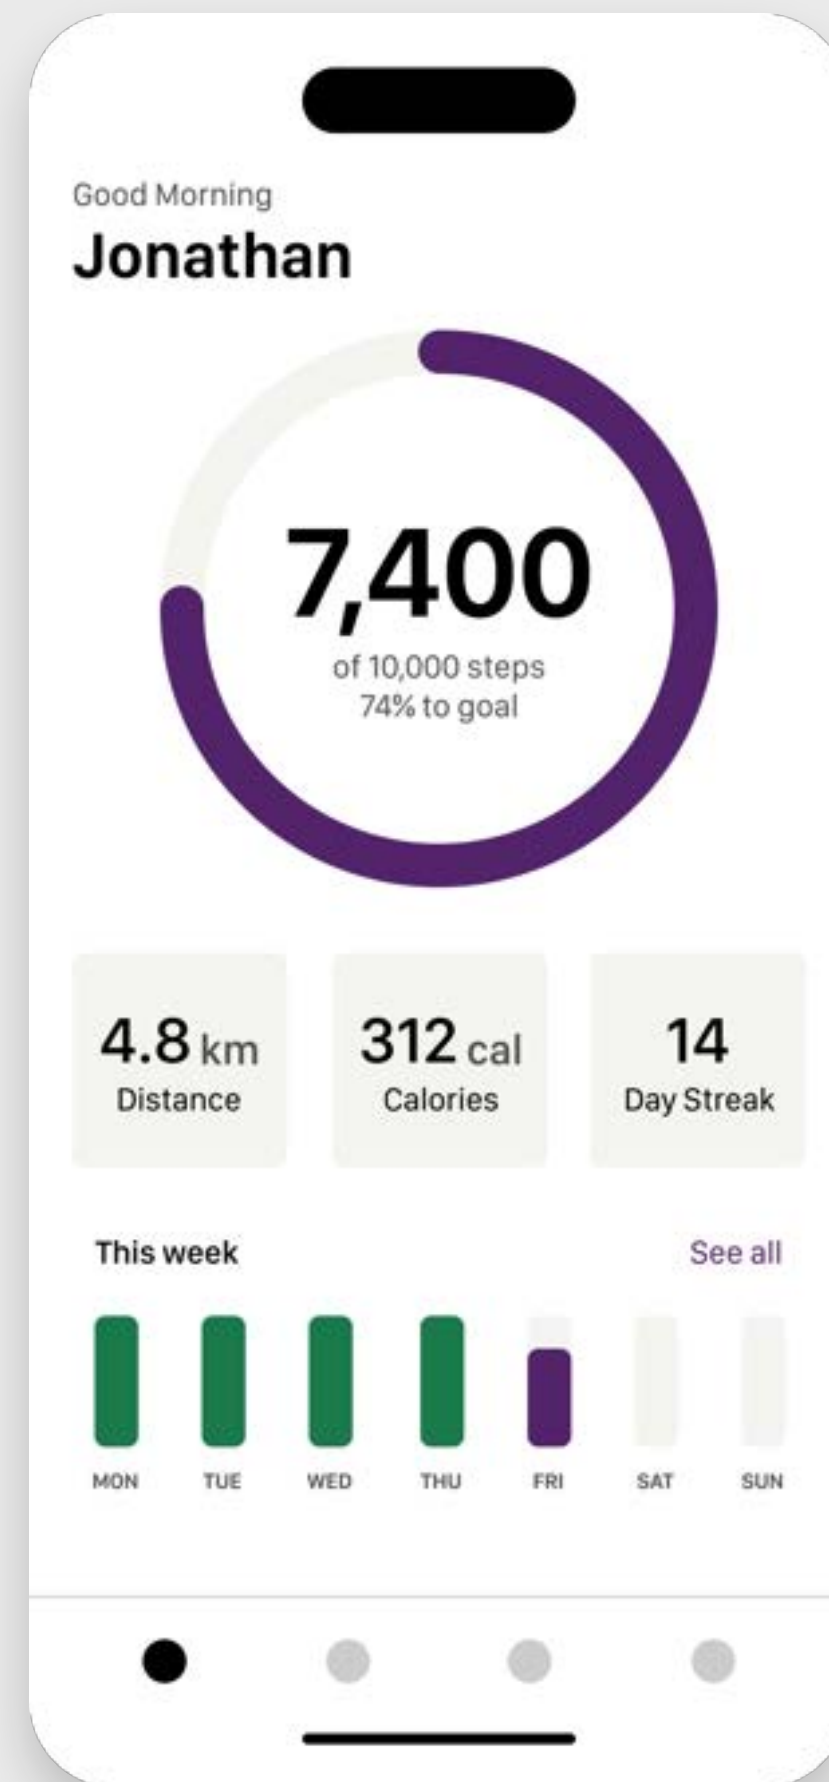 Good Morning
Jonathan
7,400
of 10,000 steps
74% to goal
4.8 km
Distance
312 cal
Calories
14
Day Streak
This week
See all
MON TUE WED THU FRI SAT SUN